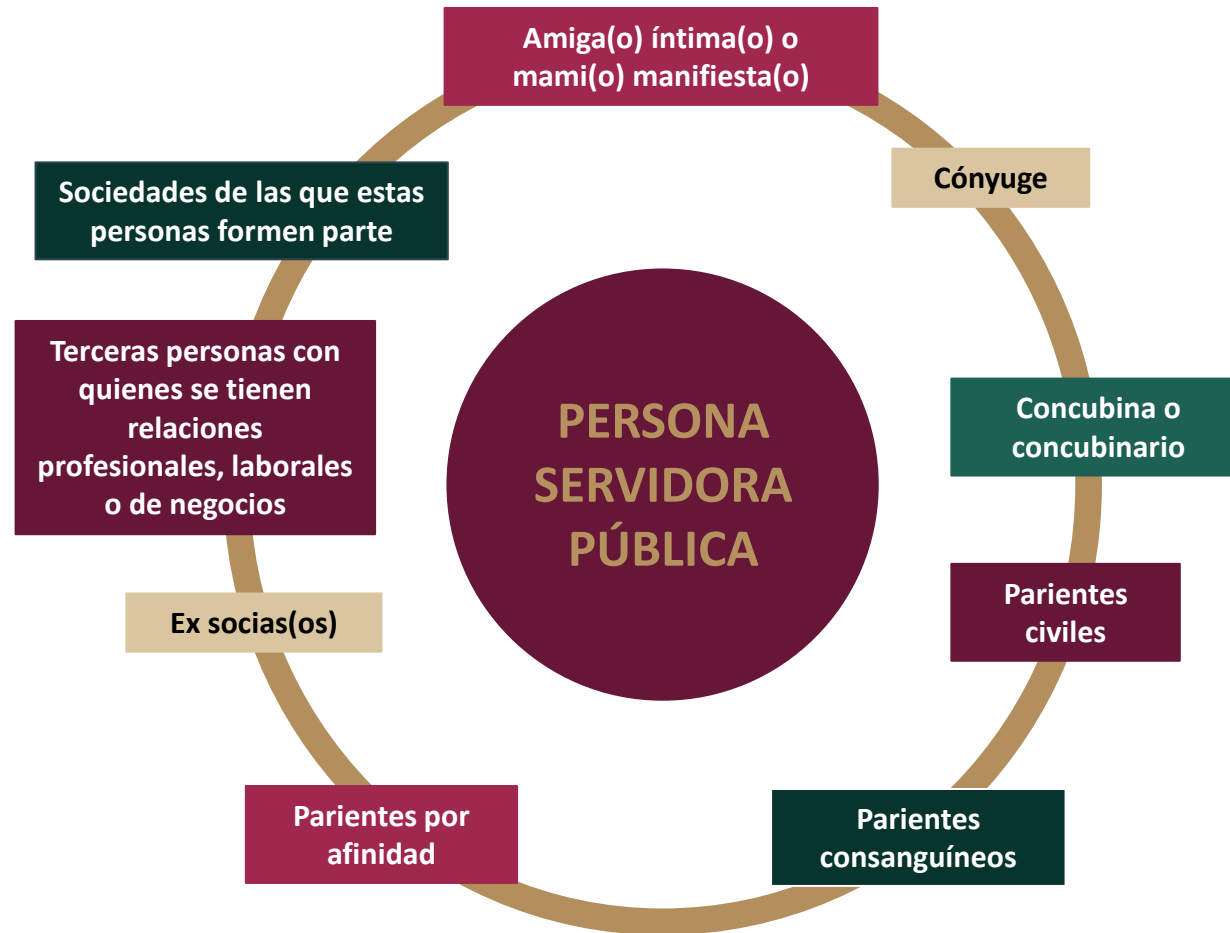 Amiga(o) íntima(o) o
mami(o) manifiesta(o)
Cónyuge
Concubina o
concubinario
Parientes
civiles
Parientes
consanguíneos
Parientes por
afinidad
Ex socias(os)
Terceras personas con
quienes se tienen
relaciones
profesionales, laborales
o de negocios
Sociedades de las que estas
personas formen parte
PERSONA
SERVIDORA
PÚBLICA